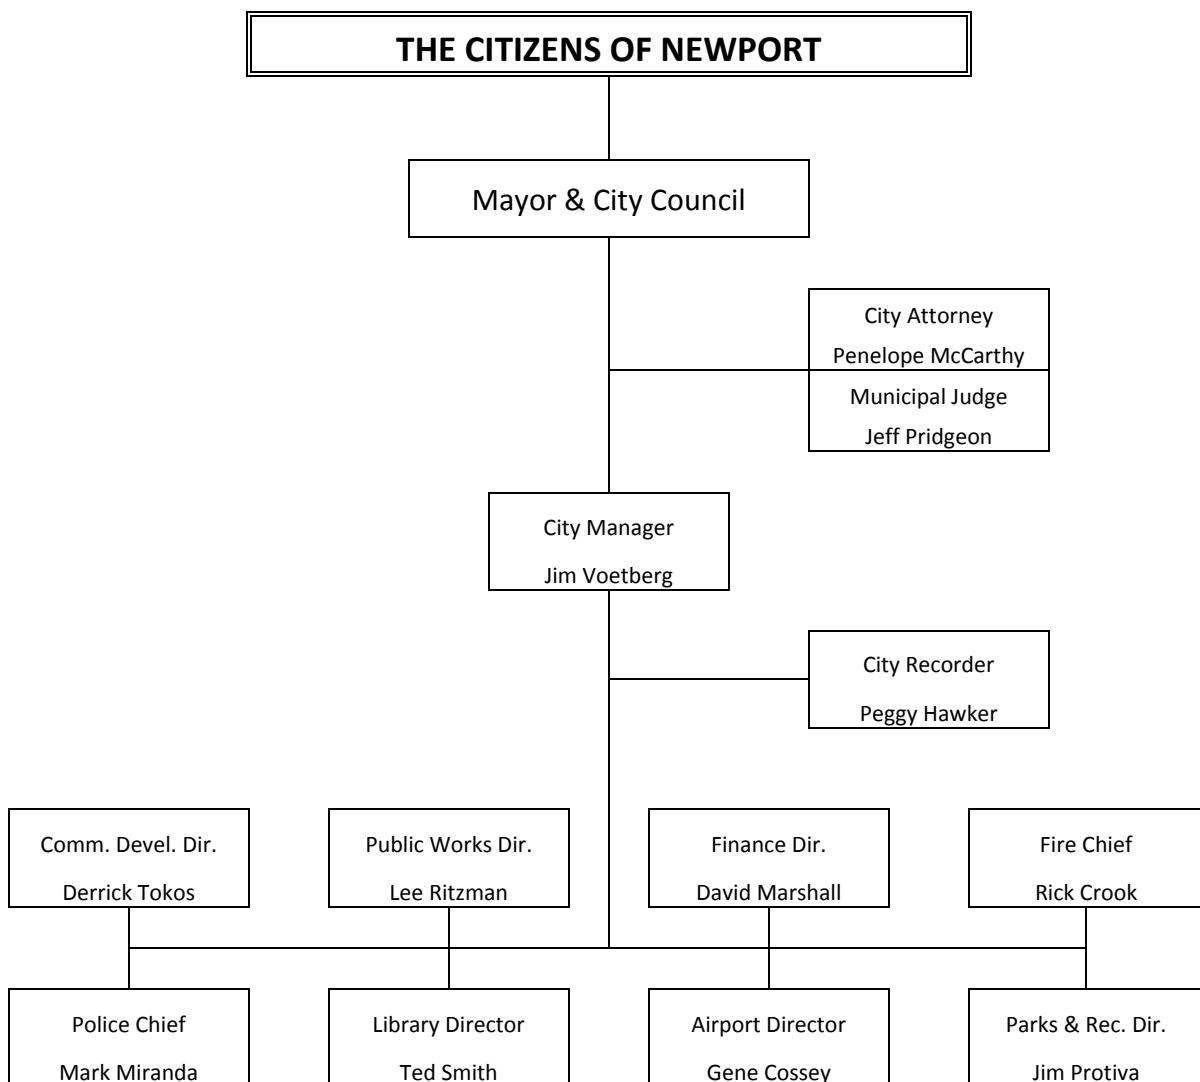 THE CITIZENS OF NEWPORT
Mayor & City Council
City Attorney
Penelope McCarthy
Municipal Judge
Jeff Pridgeon
City Manager
Jim Voetberg
City Recorder
Peggy Hawker
Comm. Devel. Dir.
Derrick Tokos
Public Works Dir.
Lee Ritzman
Finance Dir.
David Marshall
Fire Chief
Rick Crook
Police Chief
Mark Miranda
Library Director
Ted Smith
Airport Director
Gene Cossey
Parks & Rec. Dir.
Jim Protiva